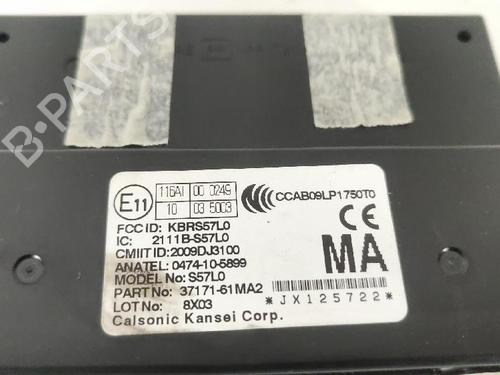 B-PARTS
E11 116AI 00 0249
10 03 5003
CCAB09LP1750T0
CE
MA
FCC ID: KBRS57L0
IC: 2111B-S57L0
CMIIT ID:2009DJ3100
ANATEL: 0474-10-5899
MODEL No: S57L0
PART No: 37171-61MA2
LOT No: 8X03
*JX125722*
Calsonic Kansei Corp.